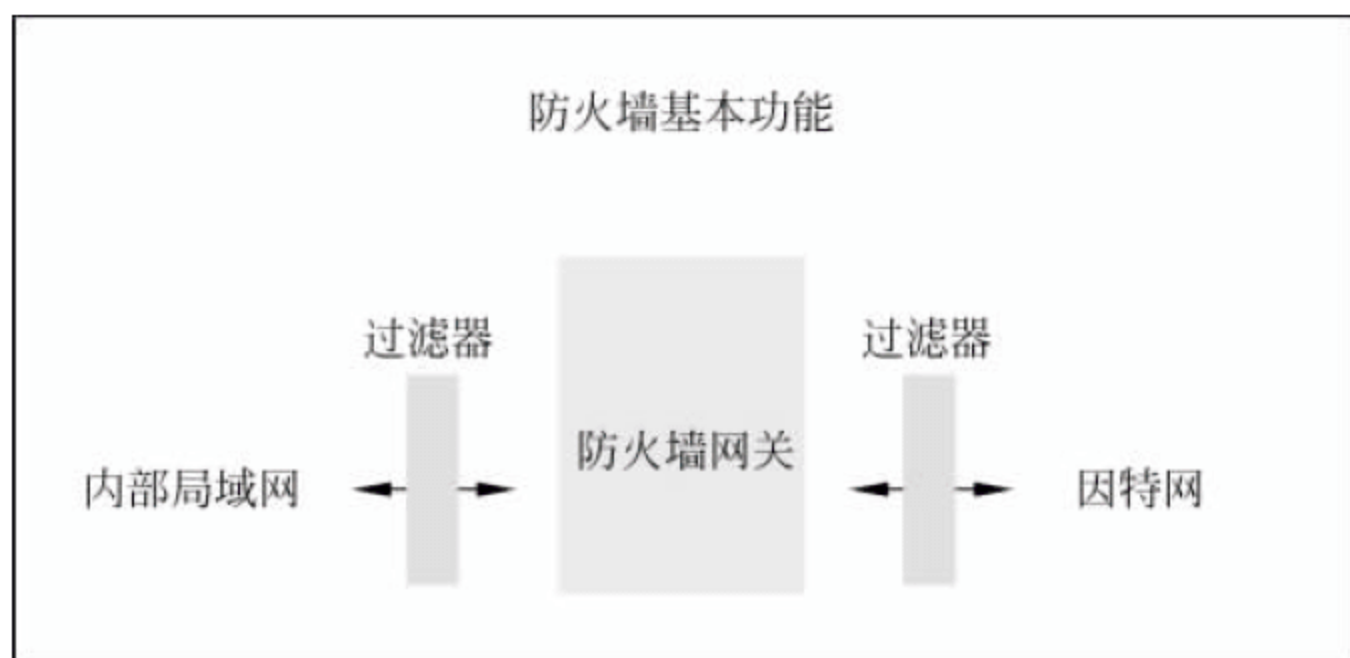 防火墙基本功能
过滤器
过滤器
防火墙网关
内部局域网
因特网